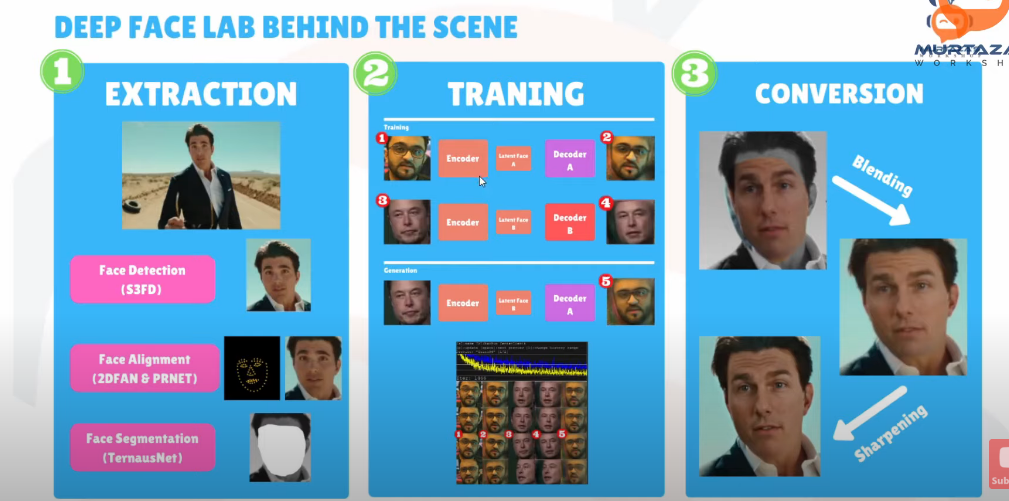 DEEP FACE LAB BEHIND THE SCENE
MURTAZA
WORKSH
1
EXTRACTION
Face Detection
(S3FD)
Face Alignment
(2DFAN & PRNET)
Face Segmentation
(TernausNet)
2
TRANING
Training
1
Encoder
Latent Face
A
Decoder
A
2
3
Encoder
Latent Face
B
Decoder
B
4
Generation
Encoder
Latent Face
B
Decoder
A
5
1 2 3 4 5
3
CONVERSION
Blending
Sharpening
Sub